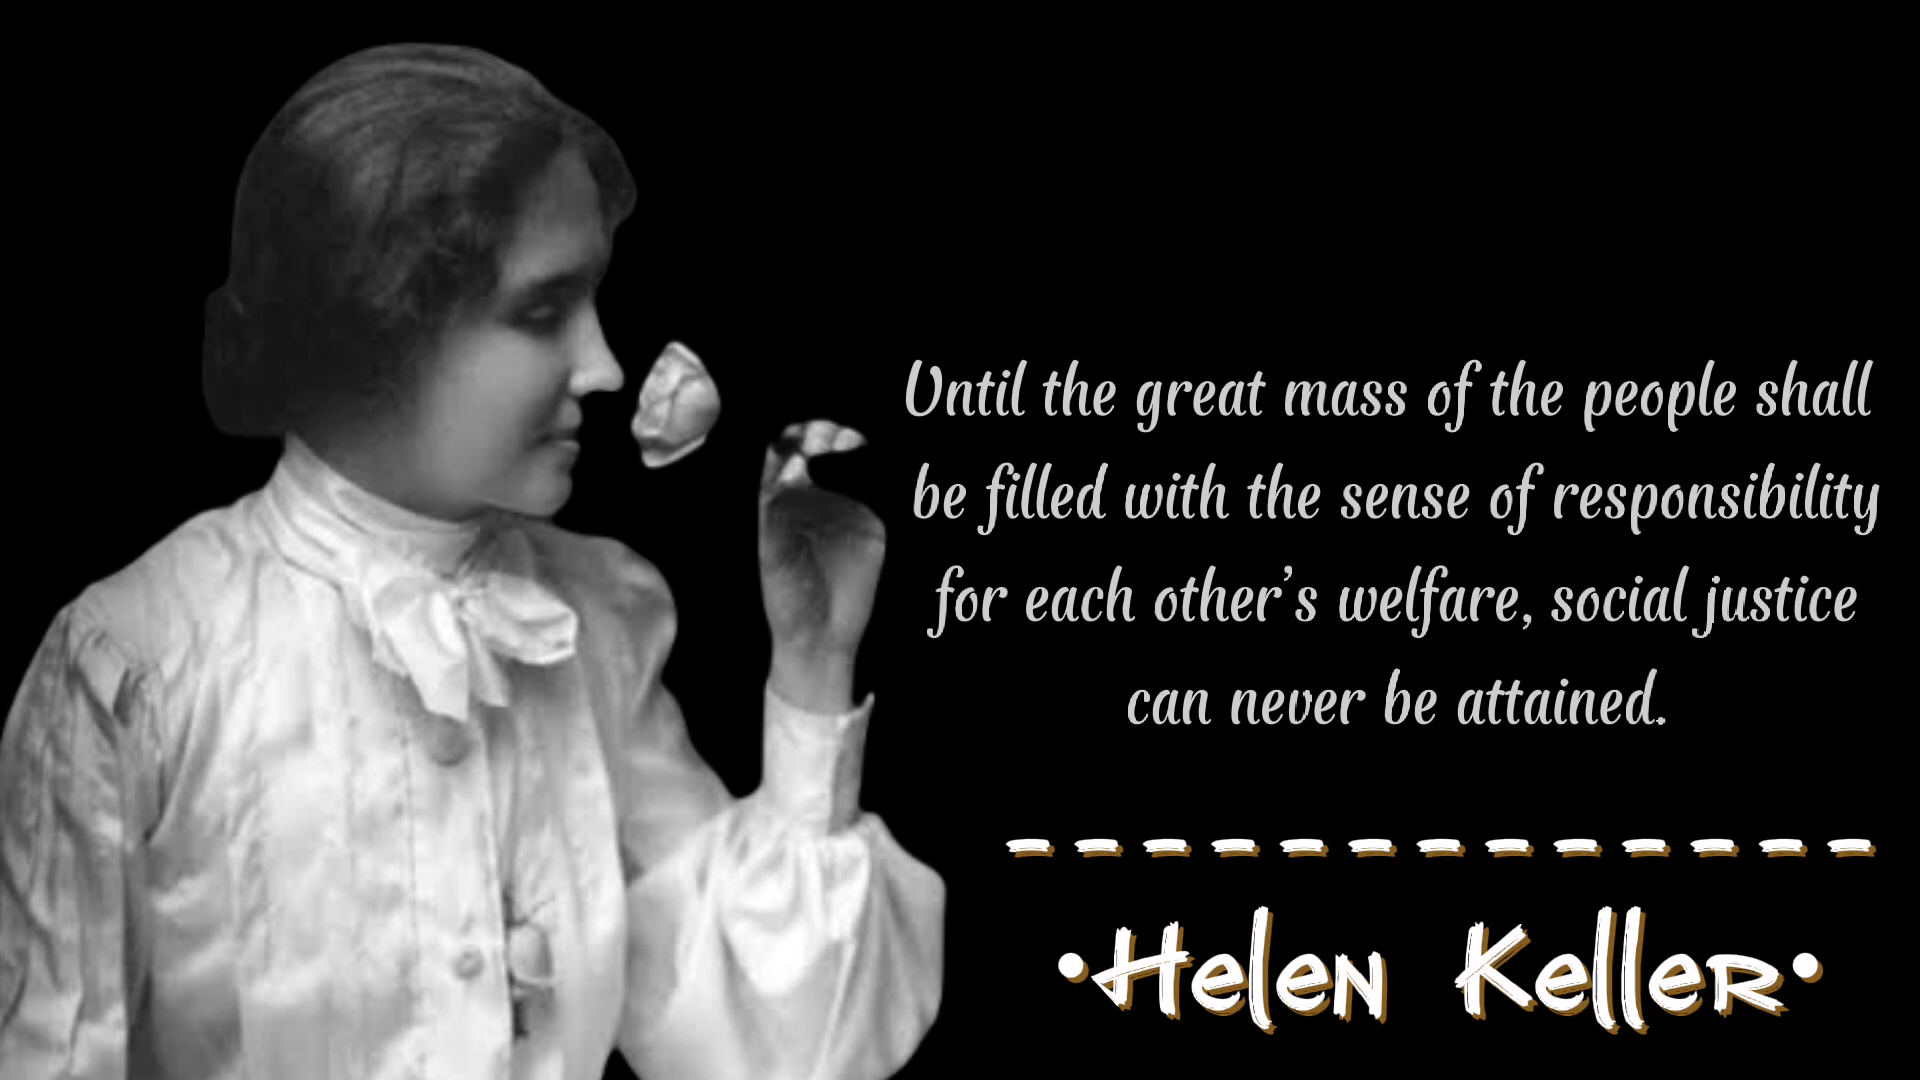 Until the great mass of the people shall
be filled with the sense of responsibility
for each other’s welfare, social justice
can never be attained.
•Helen Keller•